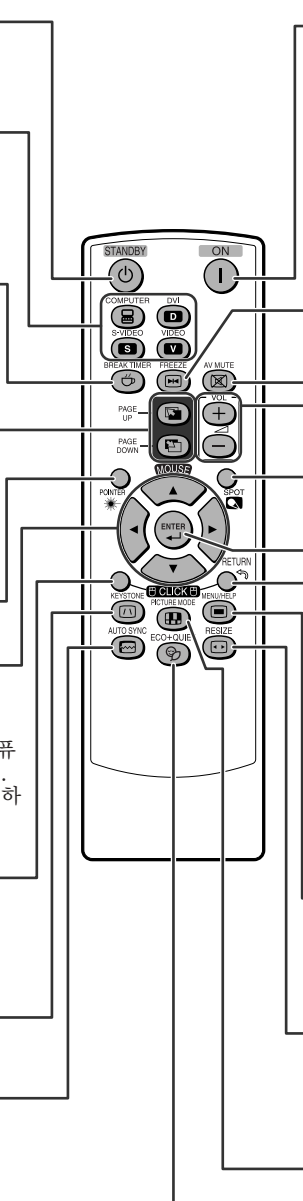 STANDBY ON
COMPUTER DVI
D
S-VIDEO VIDEO
S V
BREAK TIMER FREEZE AV MUTE
VOL
PAGE UP
PAGE DOWN
MOUSE
POINTER SPOT
ENTER
RETURN
CLICK
KEYSTONE PICTURE MODE MENU/HELP
AUTO SYNC ECO+QUIE RESIZE
퓨
.
하